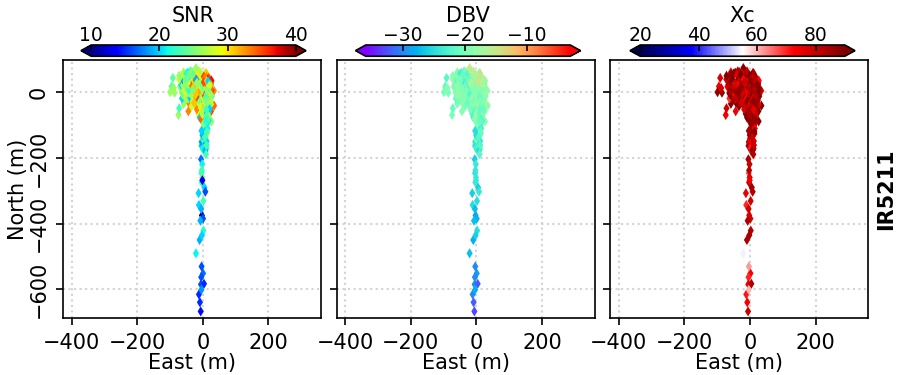 SNR DBV Xc
10 20 30 40 −30 −20 −10 20 40 60 80
North (m)
0
−200
−400
−600
IR5211
−400 −200 0 200 −400 −200 0 200 −400 −200 0 200
East (m) East (m) East (m)